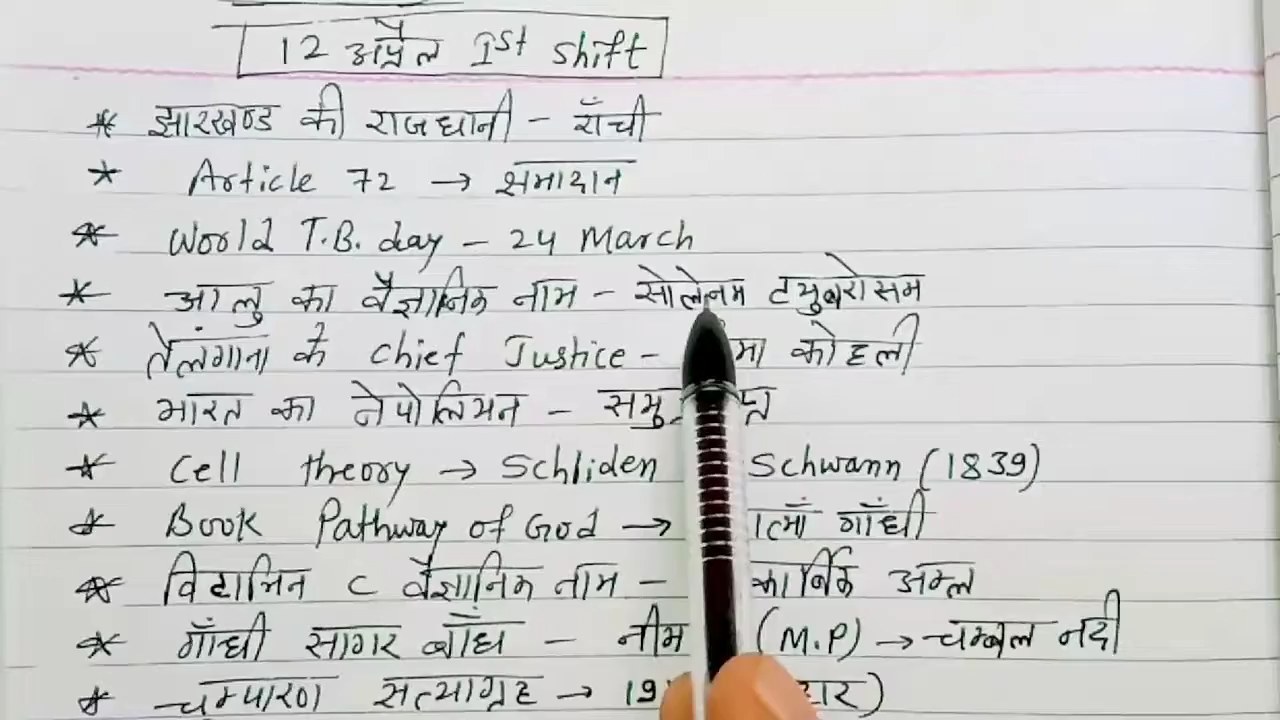 12 अप्रैल Ist Shift
* झारखण्ड की राजधानी - राँची
* Article 72 → क्षमादान
* World T.B. day - 24 March
* आलु का वैज्ञानिक नाम - सोलेनम टयुबरोसम
* तेलंगाना के Chief Justice - मा कोहली
* भारत का नेपोलियन - समु प्त
* Cell theory → Schliden Schwann (1839)
* Book Pathway of God → त्माँ गाँधी
* विटामिन C वैज्ञानिक नाम - कार्बिक अम्ल
* गाँधी सागर बाँध - नीम (M.P) → चम्बल नदी
* चम्पारण सत्याग्रह → 19 हार)